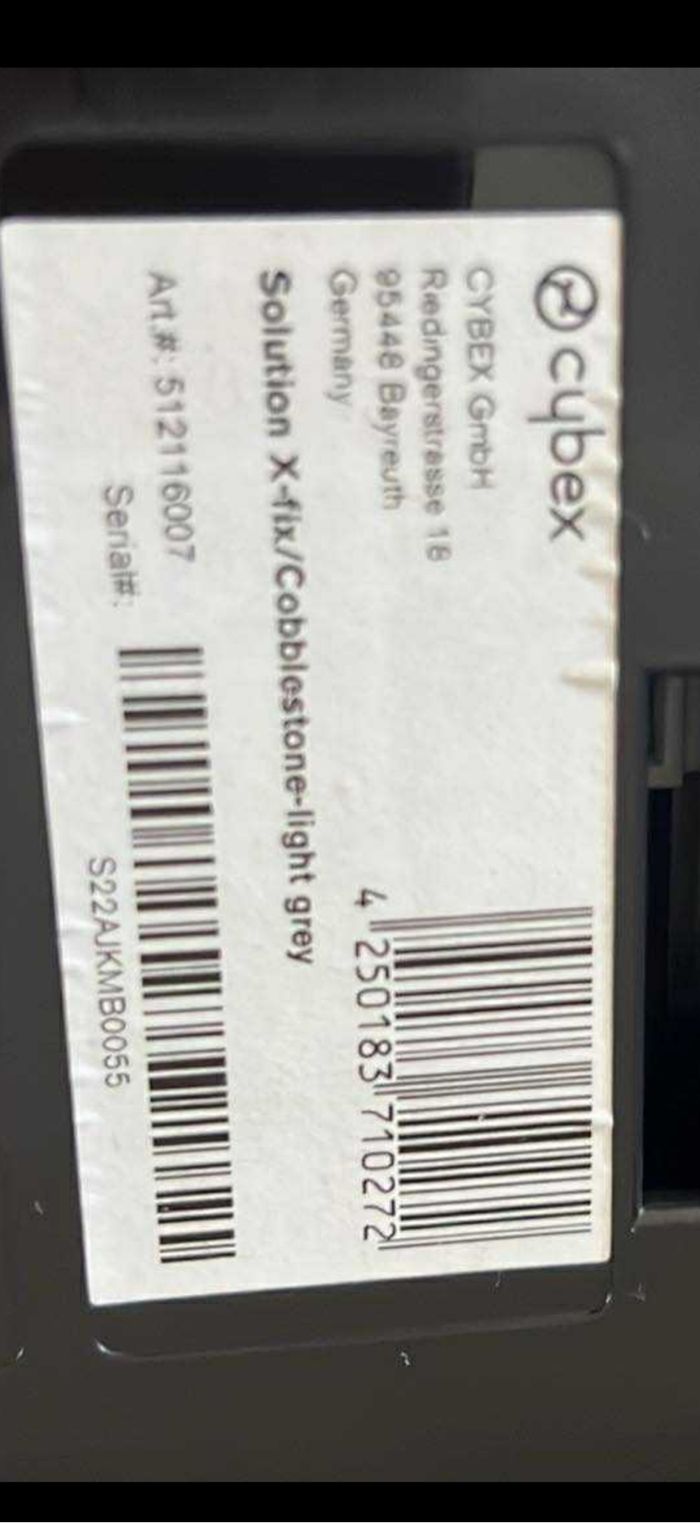 cybex
CYBEX GmbH
Riedingerstrasse 18
95448 Bayreuth
Germany
4 250183 710272
Solution X-fix/Cobblestone-light grey
Art.#: 512116007
Serial#:
S22AJKMB0055